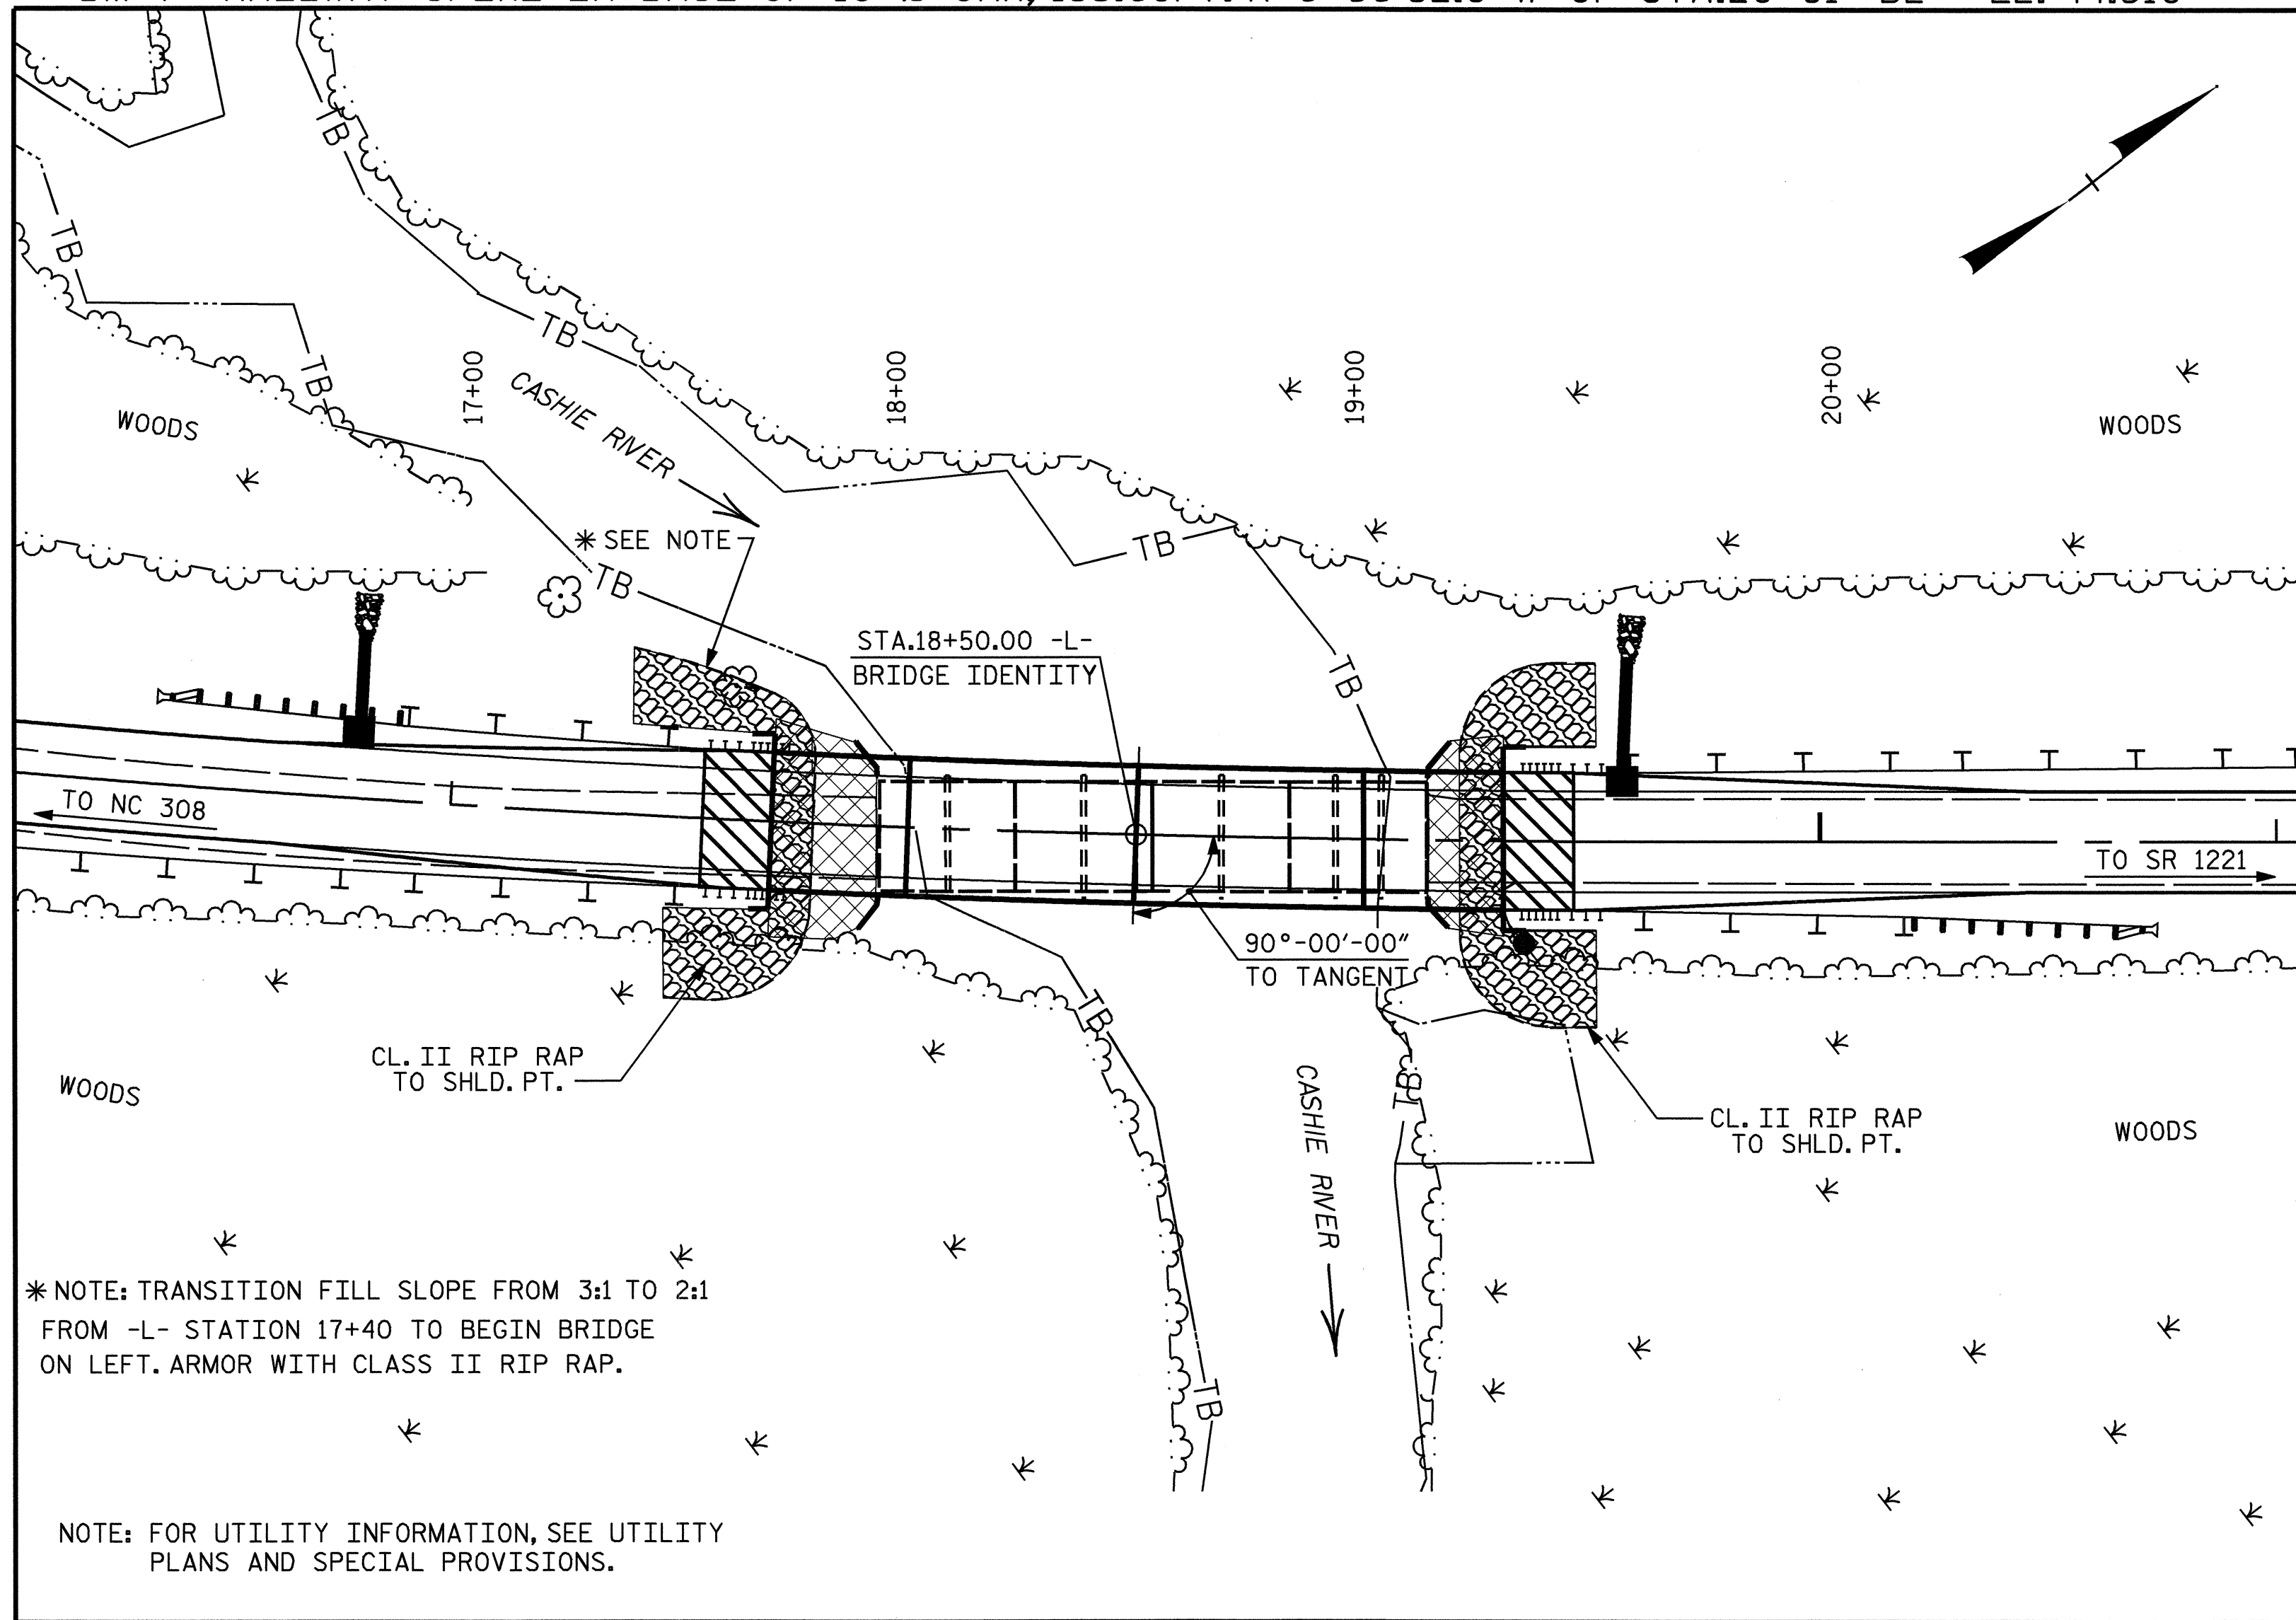 TB
TB
TB
TB
17+00
18+00
19+00
20+00
CASHIE RIVER
WOODS
WOODS
* SEE NOTE
TB
TB
STA.18+50.00 -L-
BRIDGE IDENTITY
TB
TO NC 308
L
TO SR 1221
90°-00'-00"
TO TANGENT
TB
CL. II RIP RAP
TO SHLD. PT.
WOODS
CASHIE RIVER
TB
CL. II RIP RAP
TO SHLD. PT.
WOODS
* NOTE: TRANSITION FILL SLOPE FROM 3:1 TO 2:1
FROM -L- STATION 17+40 TO BEGIN BRIDGE
ON LEFT. ARMOR WITH CLASS II RIP RAP.
TB
NOTE: FOR UTILITY INFORMATION, SEE UTILITY
PLANS AND SPECIAL PROVISIONS.